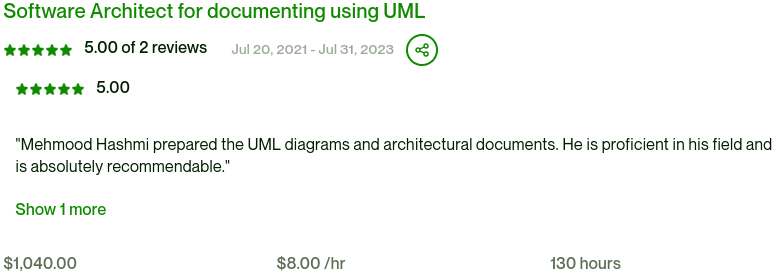 Software Architect for documenting using UML
5.00 of 2 reviews Jul 20, 2021 - Jul 31, 2023
5.00
"Mehmood Hashmi prepared the UML diagrams and architectural documents. He is proficient in his field and
is absolutely recommendable."
Show 1 more
$1,040.00 $8.00 /hr 130 hours